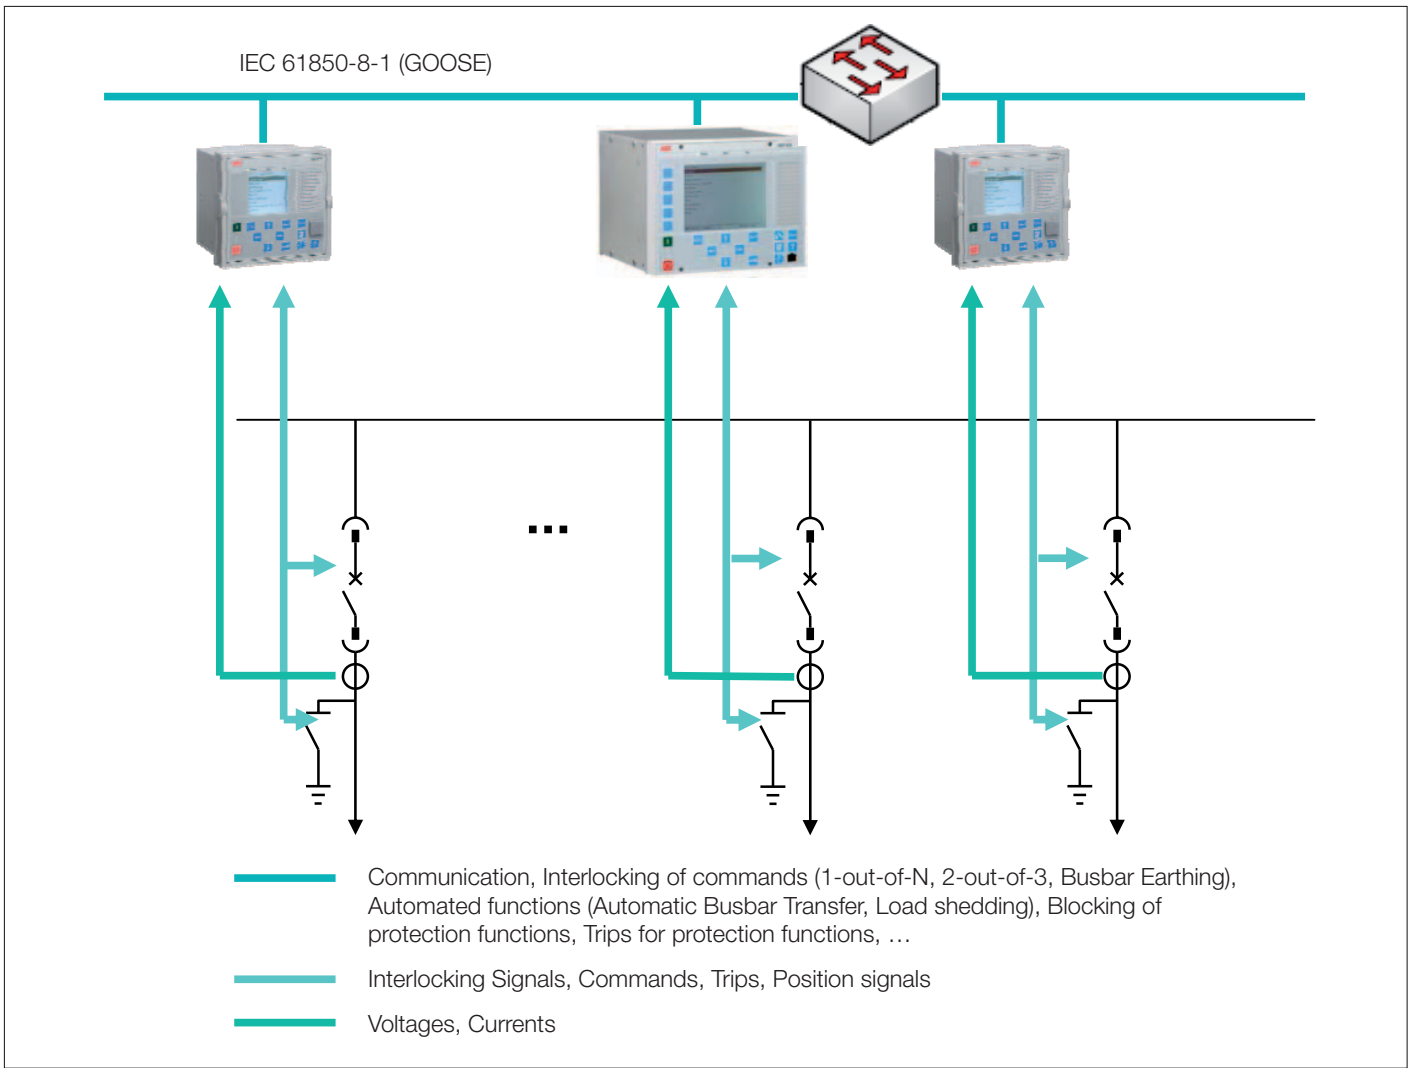 IEC 61850-8-1 (GOOSE)
...
Communication, Interlocking of commands (1-out-of-N, 2-out-of-3, Busbar Earthing),
Automated functions (Automatic Busbar Transfer, Load shedding), Blocking of
protection functions, Trips for protection functions, …
Interlocking Signals, Commands, Trips, Position signals
Voltages, Currents